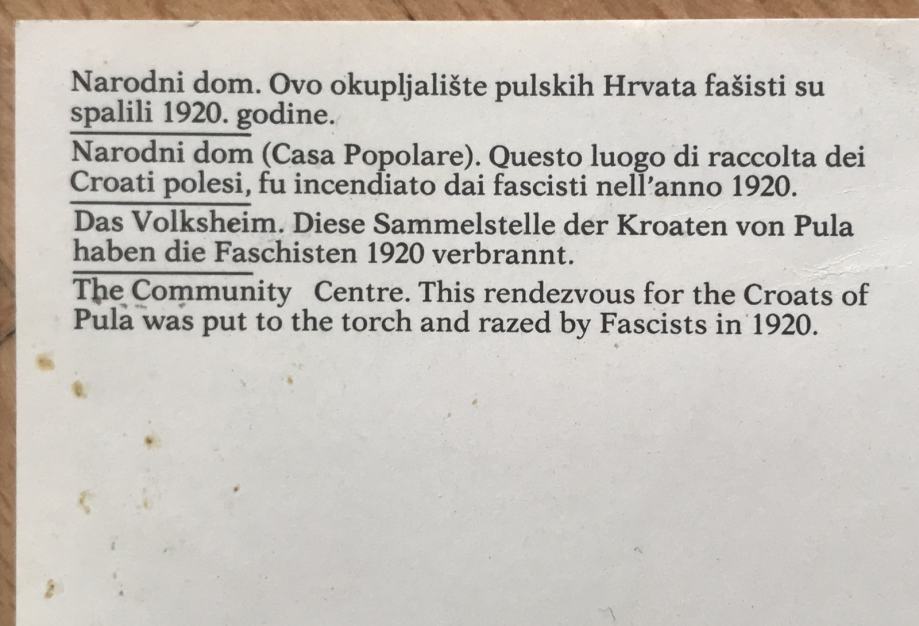 Narodni dom. Ovo okupljalište pulskih Hrvata fašisti su
spalili 1920. godine.
Narodni dom (Casa Popolare). Questo luogo di raccolta dei
Croati polesi, fu incendiato dai fascisti nell'anno 1920.
Das Volksheim. Diese Sammelstelle der Kroaten von Pula
haben die Faschisten 1920 verbrannt.
The Community Centre. This rendezvous for the Croats of
Pula was put to the torch and razed by Fascists in 1920.